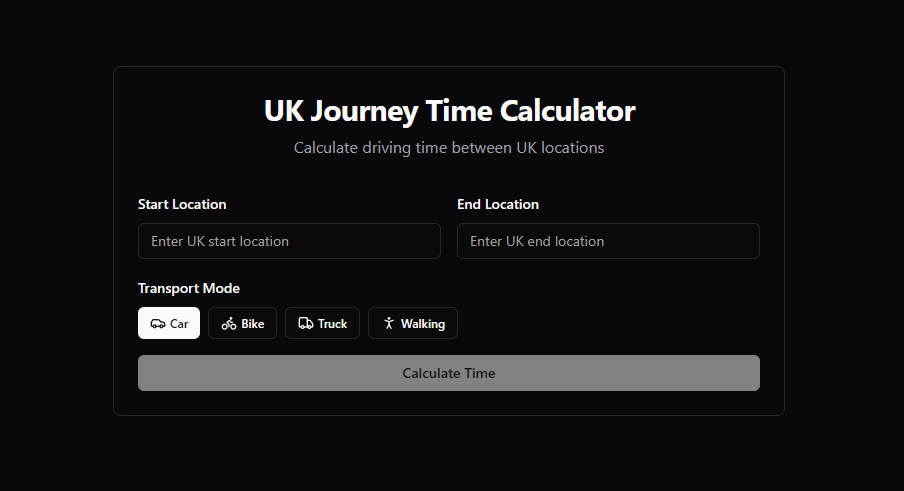 UK Journey Time Calculator
Calculate driving time between UK locations
Start Location
End Location
Enter UK start location
Enter UK end location
Transport Mode
Car
Bike
Truck
Walking
Calculate Time